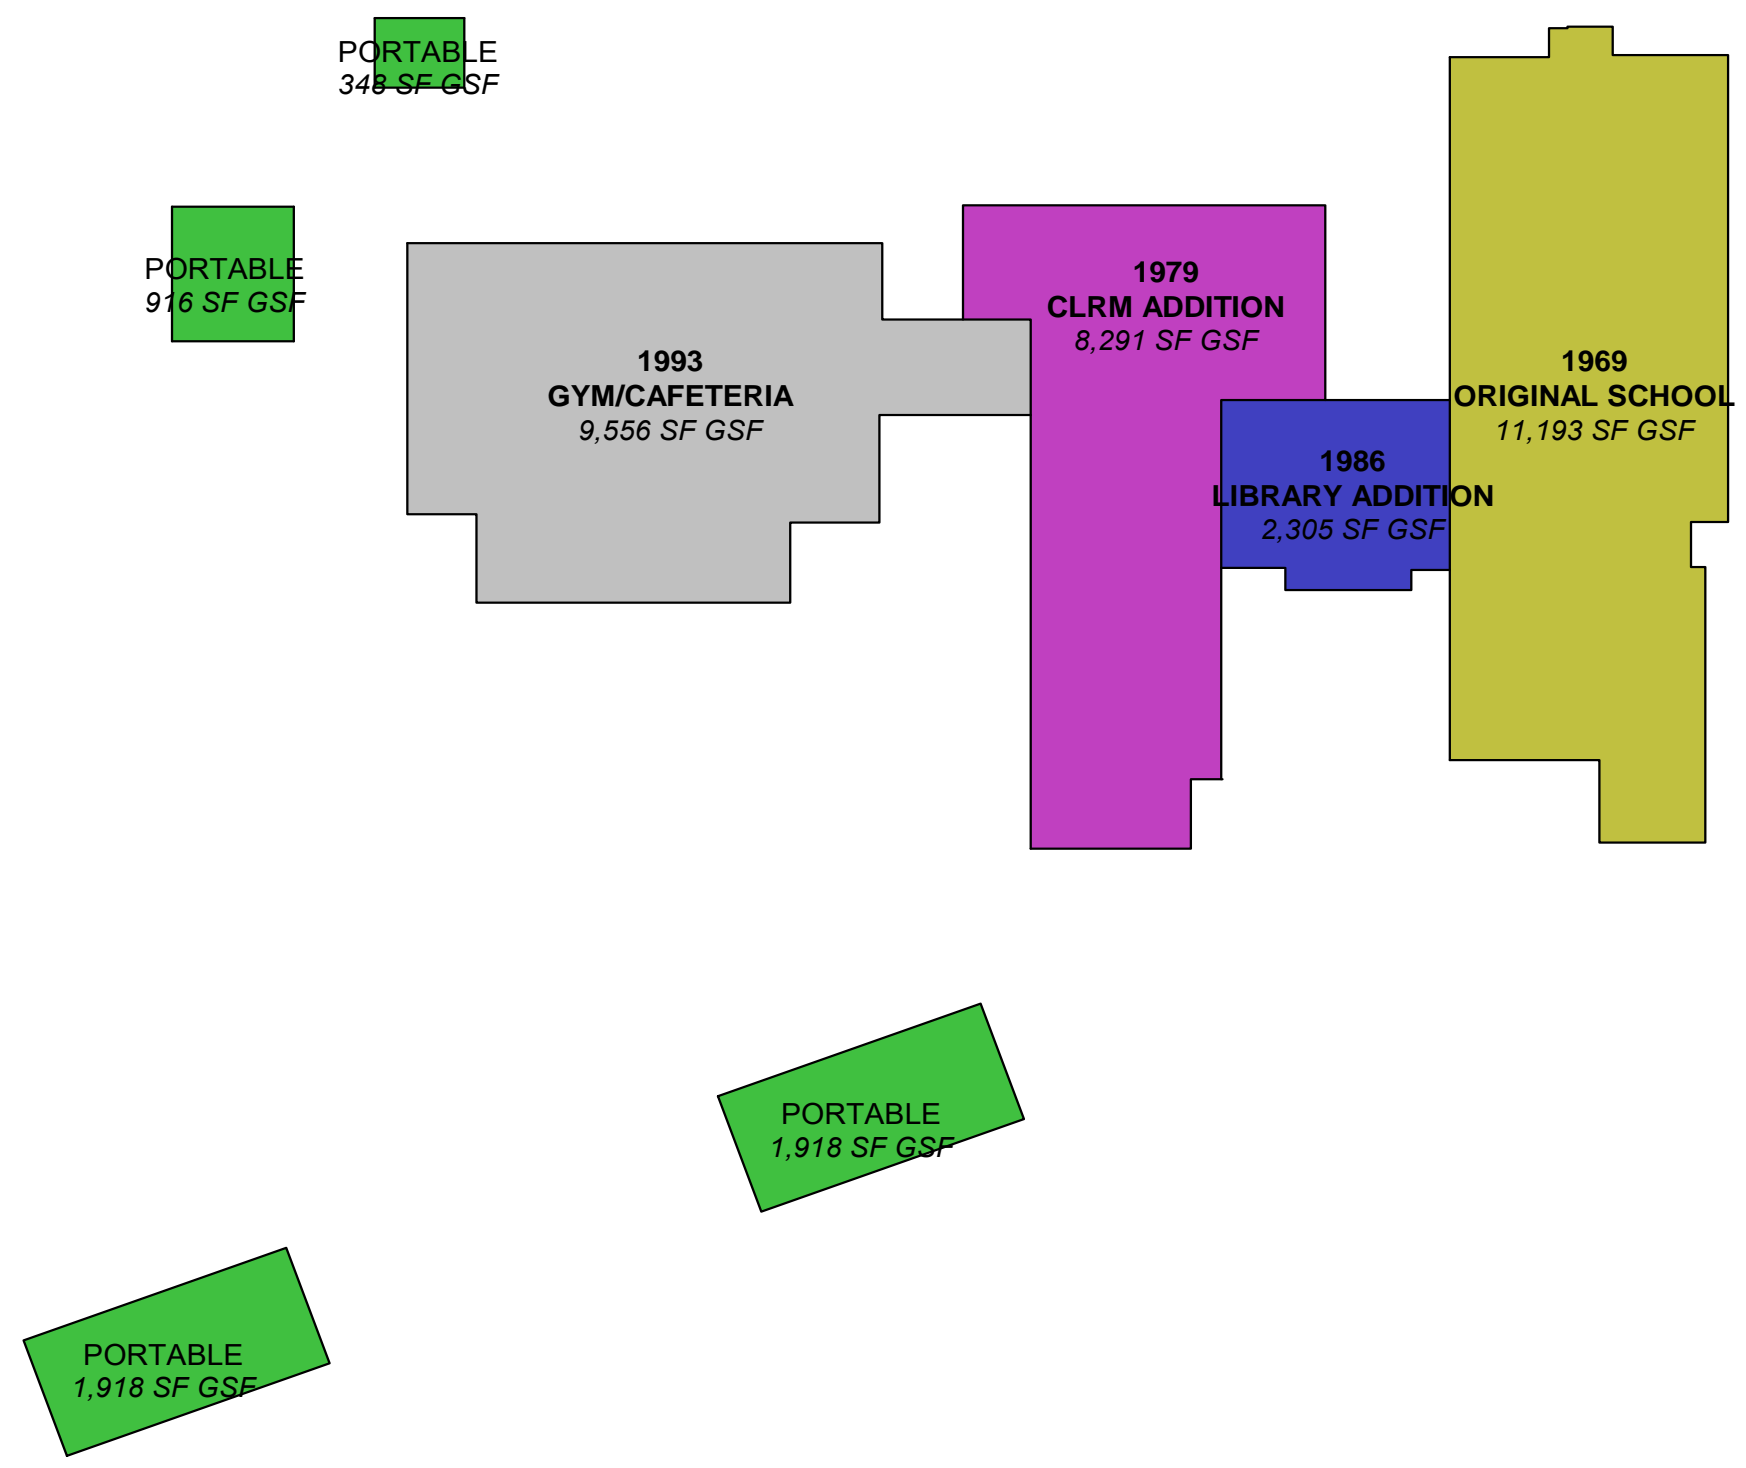 PORTABLE
348 SF GSF
PORTABLE
916 SF GSF
1993
GYM/CAFETERIA
9,556 SF GSF
1979
CLRM ADDITION
8,291 SF GSF
1986
LIBRARY ADDITION
2,305 SF GSF
1969
ORIGINAL SCHOOL
11,193 SF GSF
PORTABLE
1,918 SF GSF
PORTABLE
1,918 SF GSF